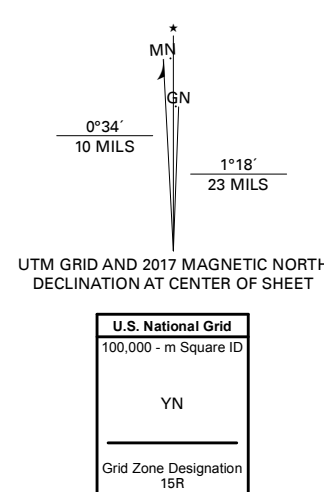 ★
MN
GN
0°34´
10 MILS
1°18´
23 MILS
UTM GRID AND 2017 MAGNETIC NORTH
DECLINATION AT CENTER OF SHEET
U.S. National Grid
100,000 - m Square ID
YN
Grid Zone Designation
15R